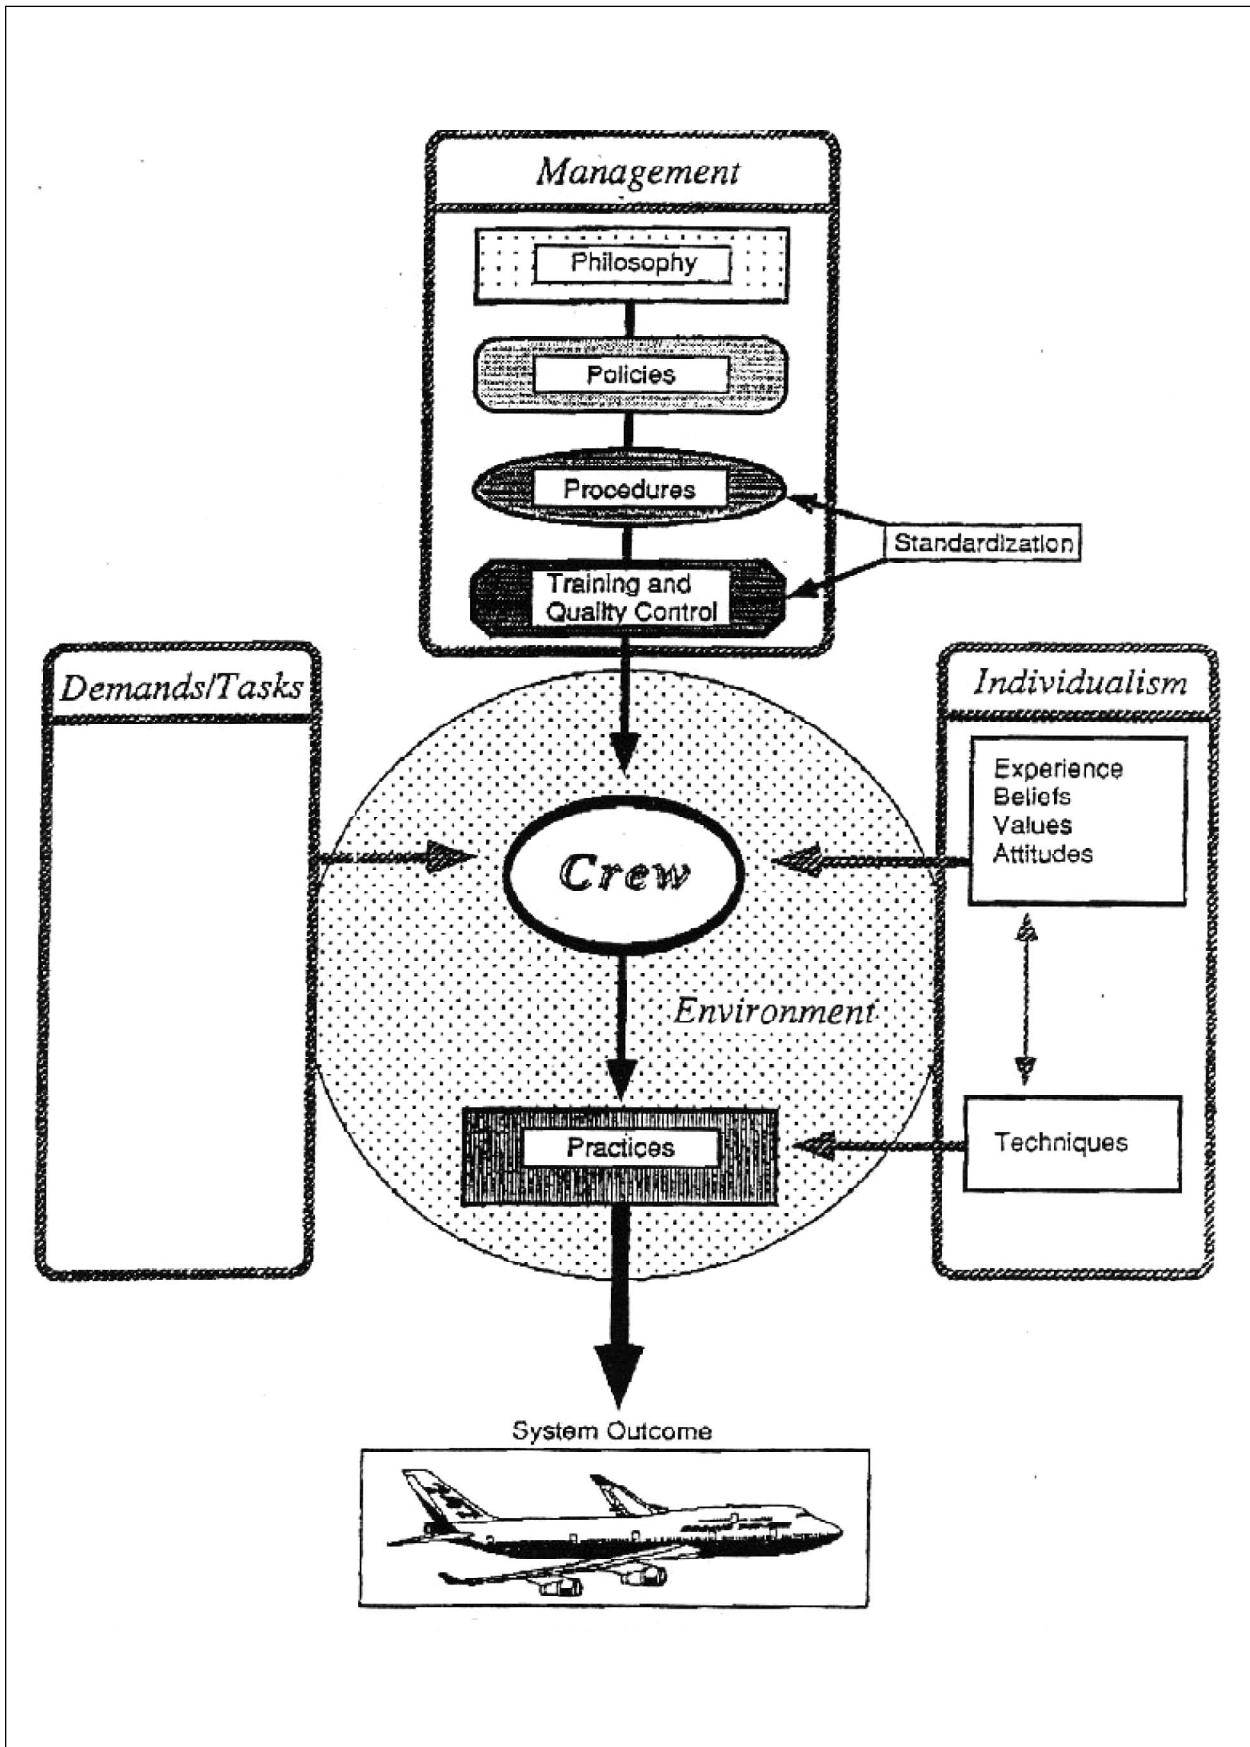 Management
Philosophy
Policies
Procedures
Standardization
Training and
Quality Control
Demands/Tasks
Individualism
Experience
Beliefs
Values
Attitudes
Crew
Environment
Practices
Techniques
System Outcome